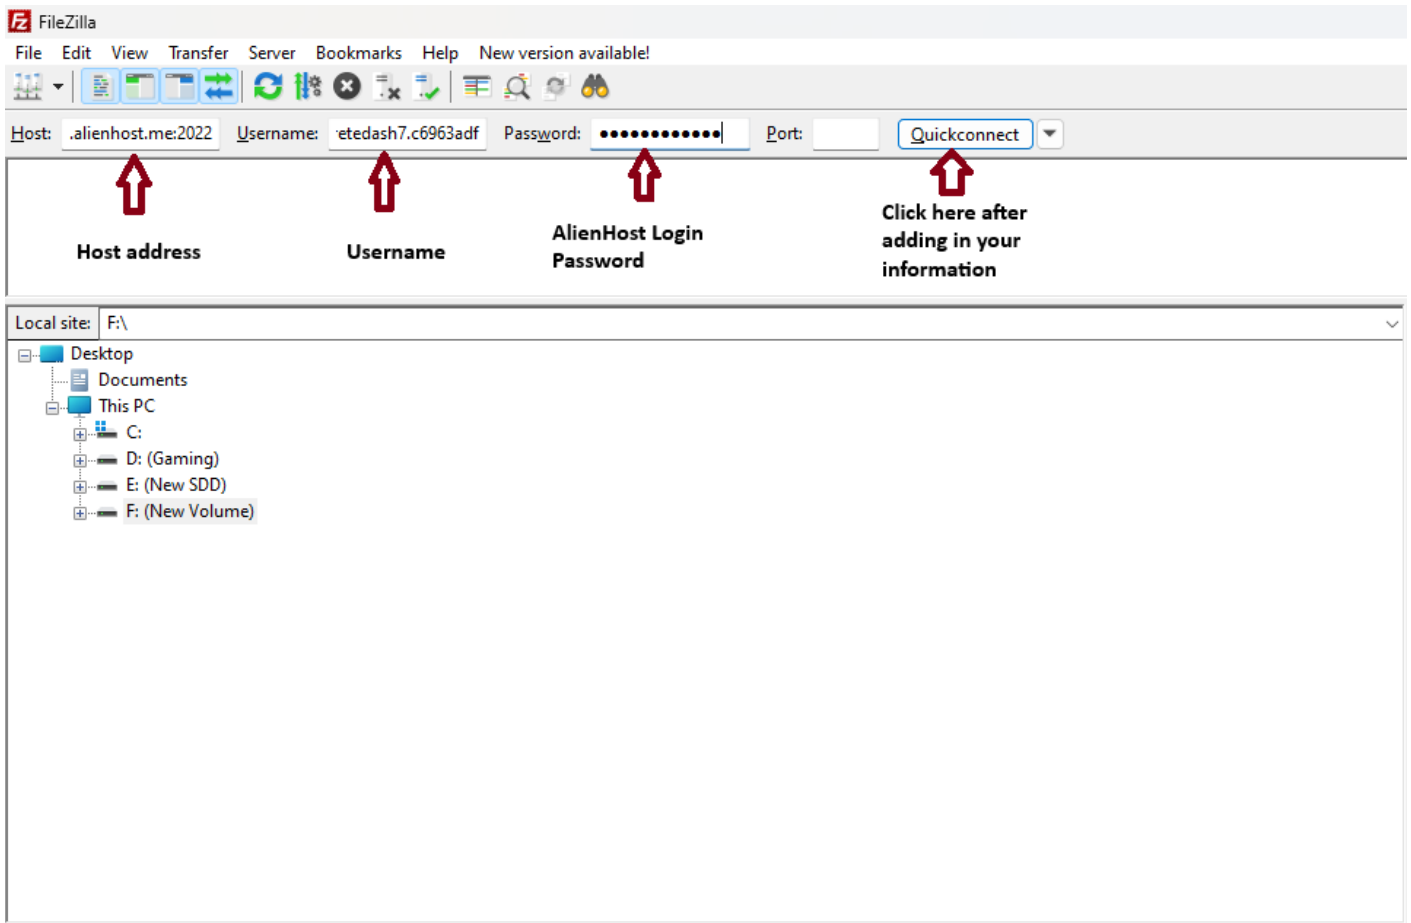 FileZilla
File Edit View Transfer Server Bookmarks Help New version available!
Host: .alienhost.me:2022 Username: etedash7.c6963adf Password: ●●●●●●●●●●●● Port: Quickconnect
Host address
Username
AlienHost Login
Password
Click here after
adding in your
information
Local site: F:\
Desktop
Documents
This PC
C:
D: (Gaming)
E: (New SDD)
F: (New Volume)